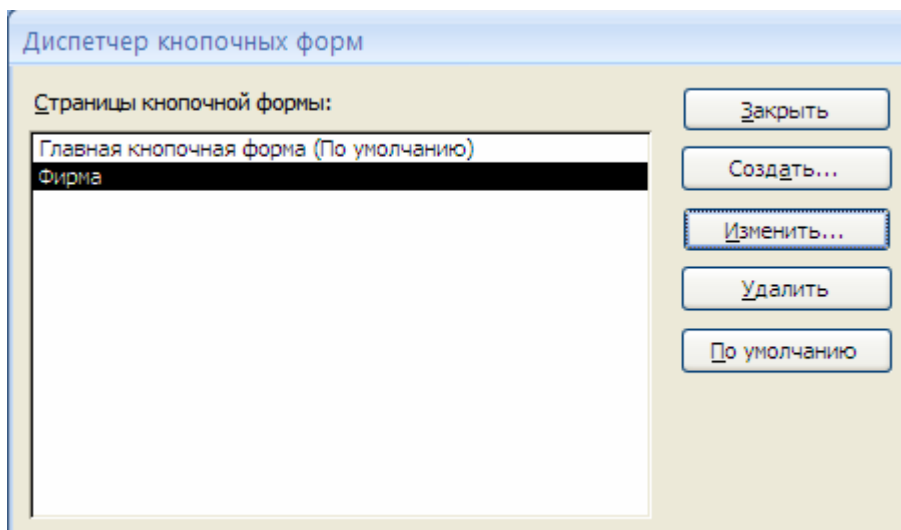 Диспетчер кнопочных форм
Страницы кнопочной формы:
Главная кнопочная форма (По умолчанию)
Фирма
Закрыть
Создать...
Изменить...
Удалить
По умолчанию